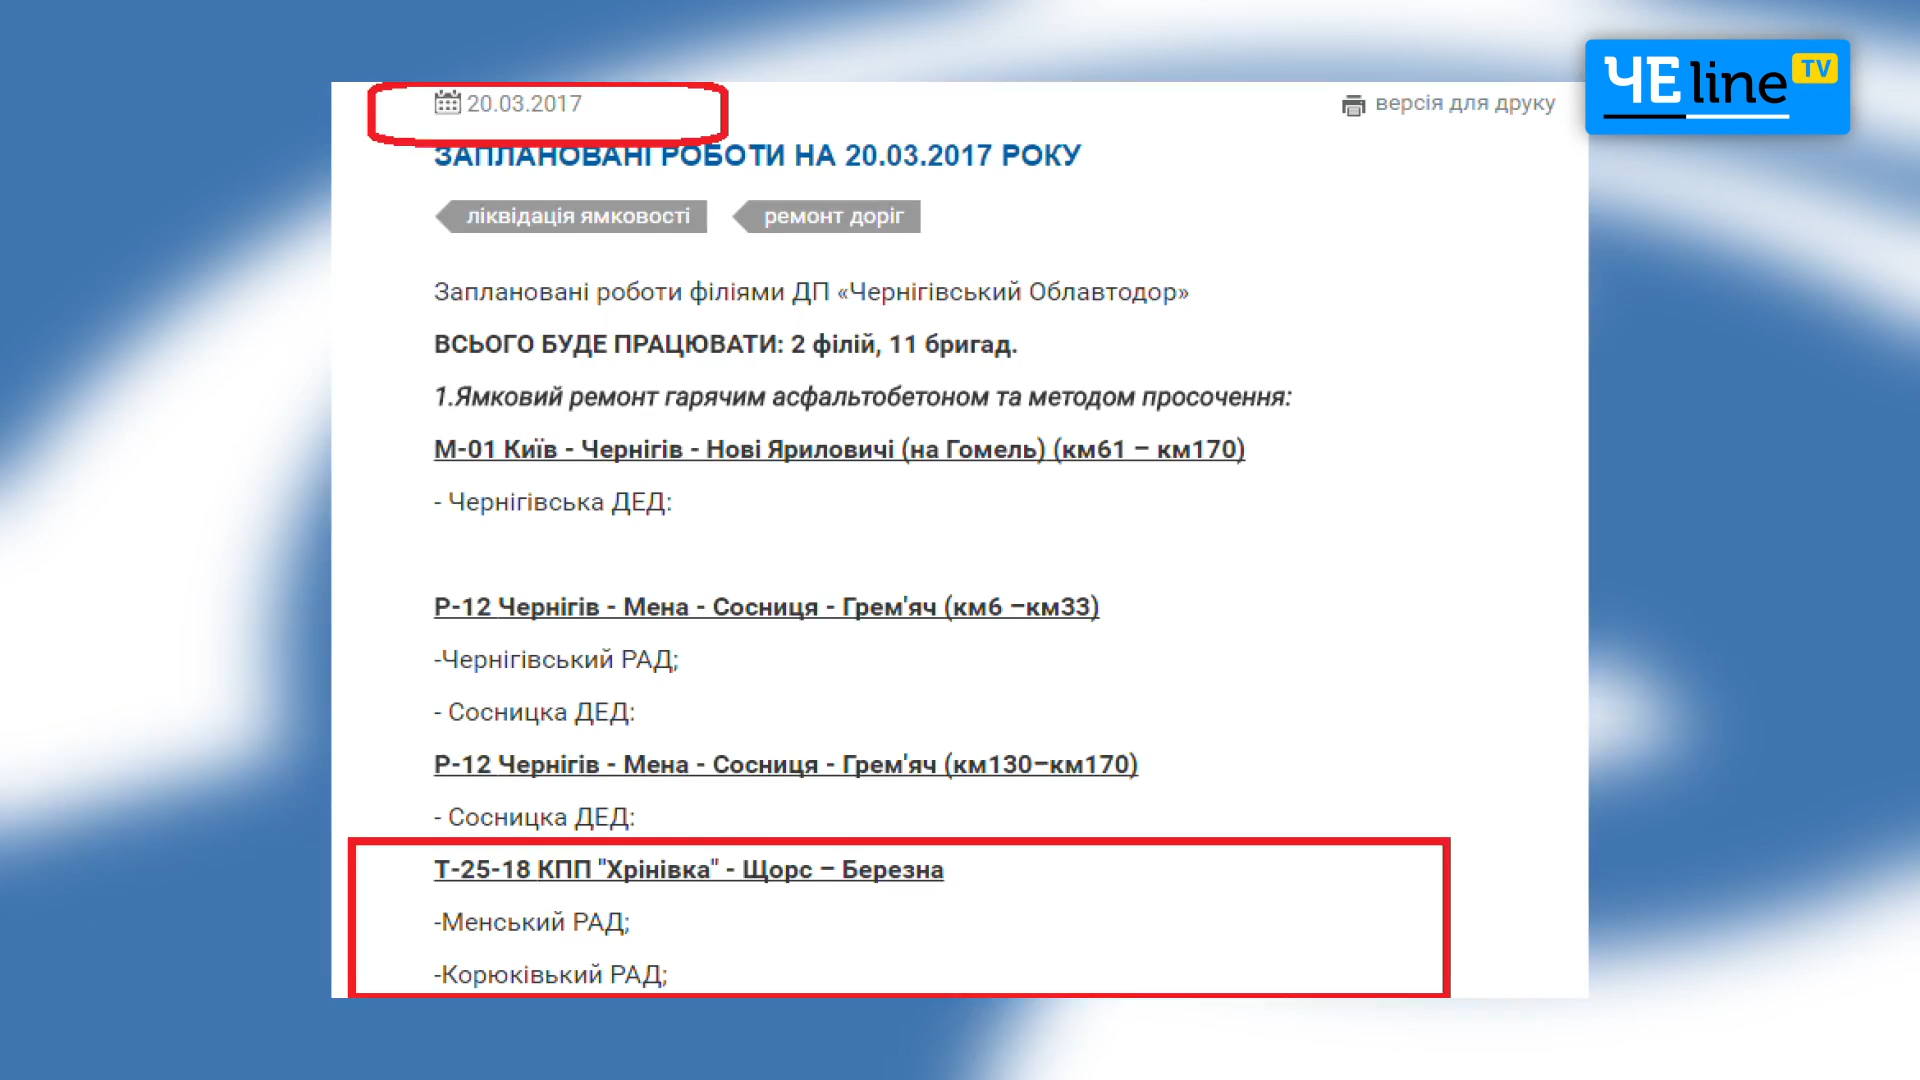 20.03.2017
версія для друку
ЧЕline TV
ЗАПЛАНОВАНІ РОБОТИ НА 20.03.2017 РОКУ
ліквідація ямковості
ремонт доріг
Заплановані роботи філіями ДП «Чернігівський Облавтодор»
ВСЬОГО БУДЕ ПРАЦЮВАТИ: 2 філій, 11 бригад.
1.Ямковий ремонт гарячим асфальтобетоном та методом просочення:
М-01 Київ - Чернігів - Нові Яриловичі (на Гомель) (км61 – км170)
- Чернігівська ДЕД:
Р-12 Чернігів - Мена - Сосниця - Грем'яч (км6 –км33)
-Чернігівський РАД;
- Сосницка ДЕД:
Р-12 Чернігів - Мена - Сосниця - Грем'яч (км130–км170)
- Сосницка ДЕД:
Т-25-18 КПП "Хрінівка" - Щорс – Березна
-Менський РАД;
-Корюківький РАД;